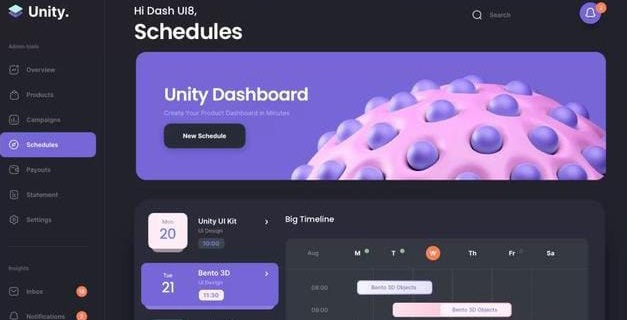 Unity.
Admin tools
Overview
Products
Campaigns
Schedules
Payouts
Statement
Settings
Insights
Inbox
Notifications
Hi Dash UI8,
Schedules
Search
Unity Dashboard
Create Your Product Dashboard in Minutes
New Schedule
Mon
20
Unity UI Kit
UI Design
10:00
Tue
21
Bento 3D
UI Design
11:30
Big Timeline
Aug
M
T
W
Th
Fr
Sa
08:00
Bento 3D Objects
09:00
Bento 3D Objects